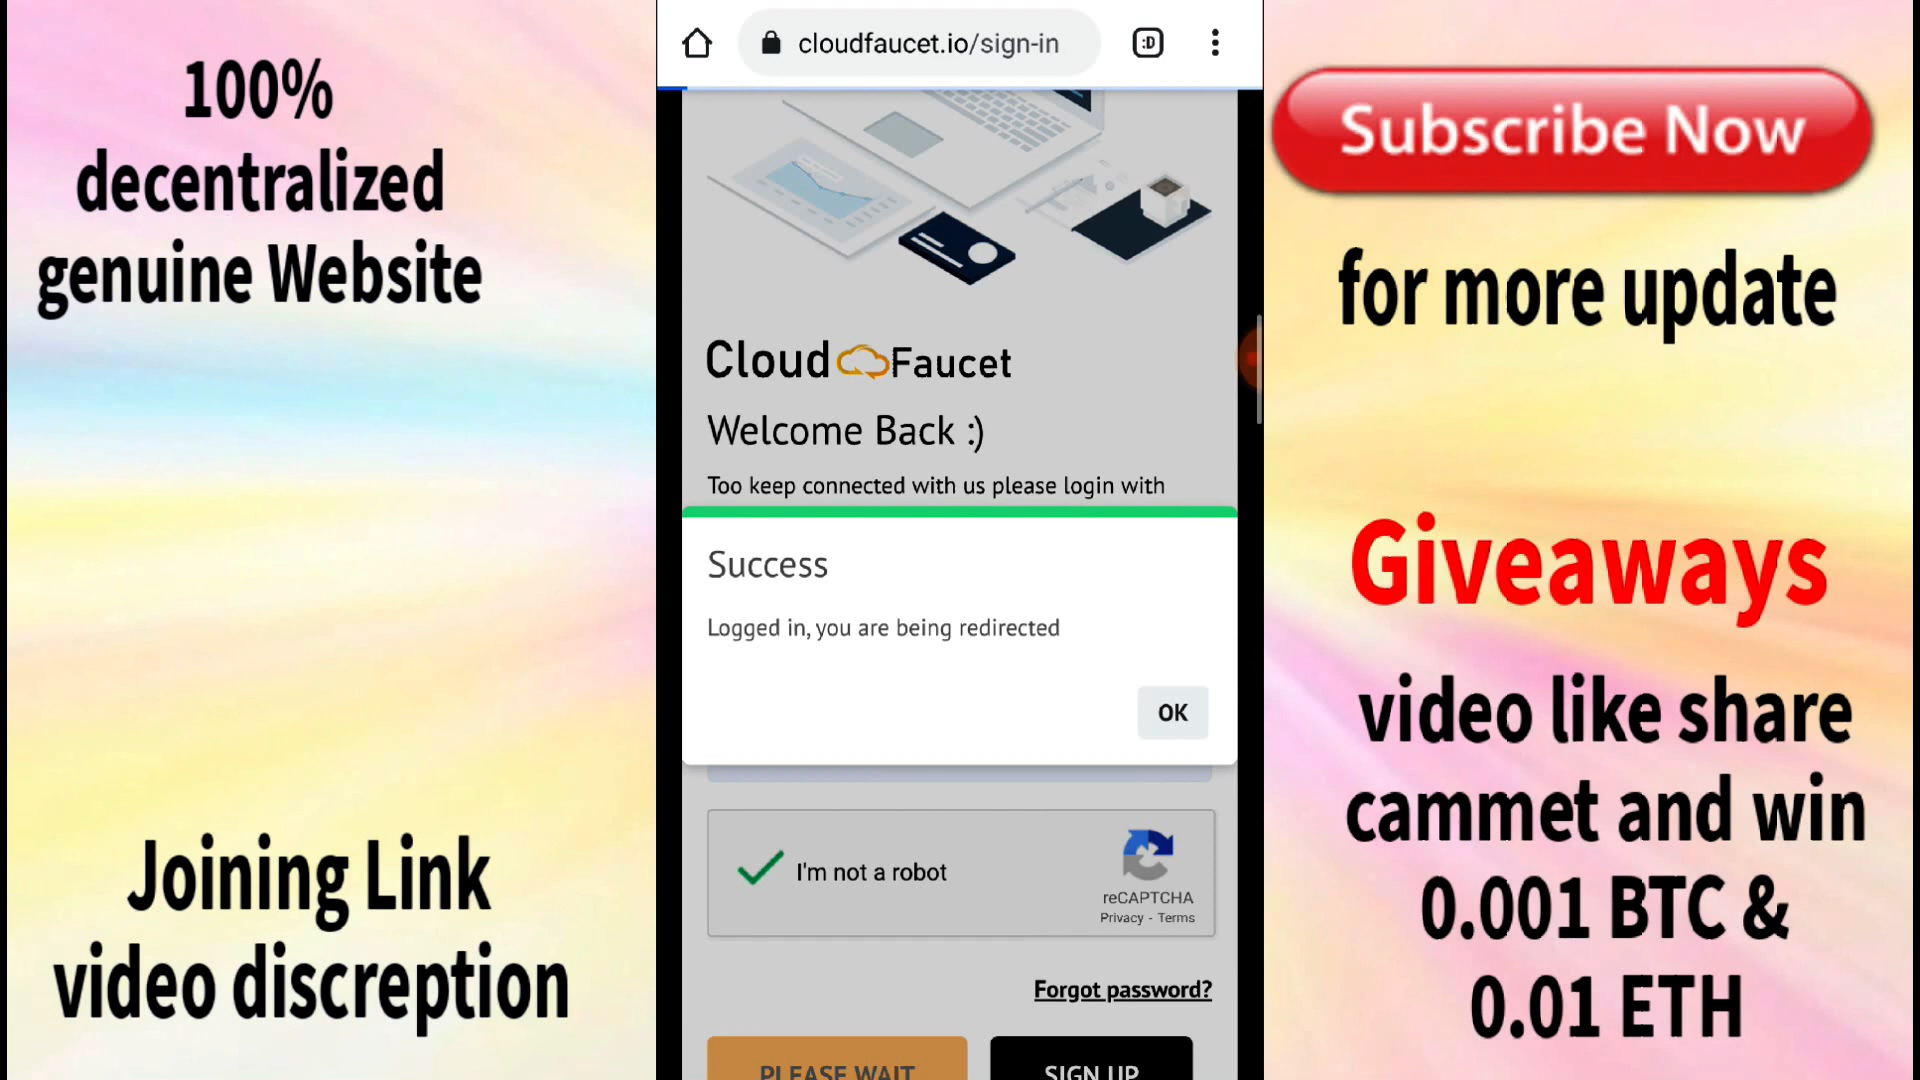 100%
decentralized
genuine Website
Joining Link
video discreption
cloudfaucet.io/sign-in
:D
Cloud Faucet
Welcome Back :)
Too keep connected with us please login with
Success
Logged in, you are being redirected
OK
I'm not a robot
reCAPTCHA
Privacy - Terms
Forgot password?
PLEASE WAIT
SIGN UP
Subscribe Now
for more update
Giveaways
video like share
cammet and win
0.001 BTC &
0.01 ETH